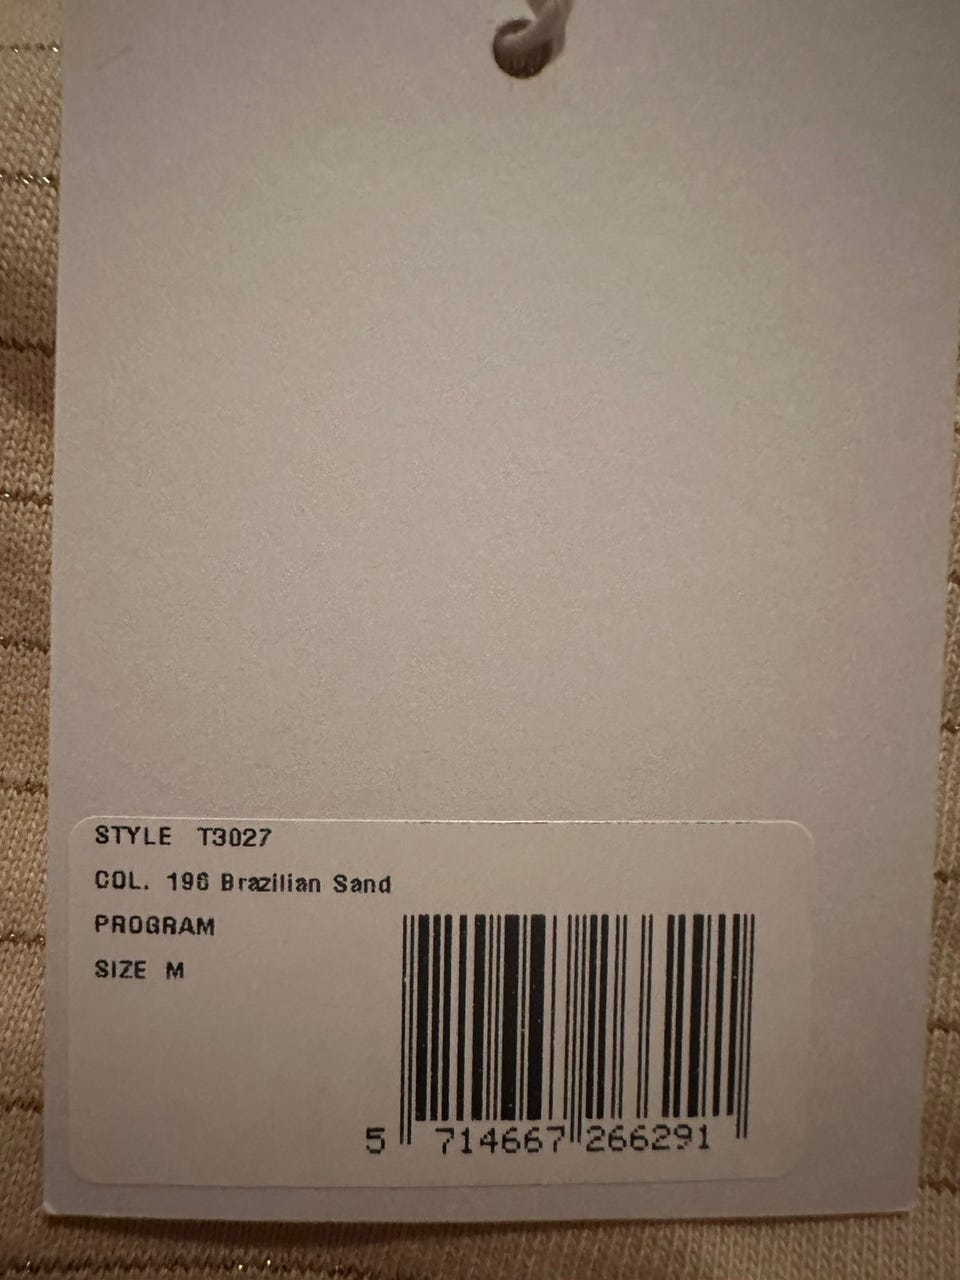 STYLE T3027
COL. 196 Brazilian Sand
PROGRAM
SIZE M
5 714667 266291